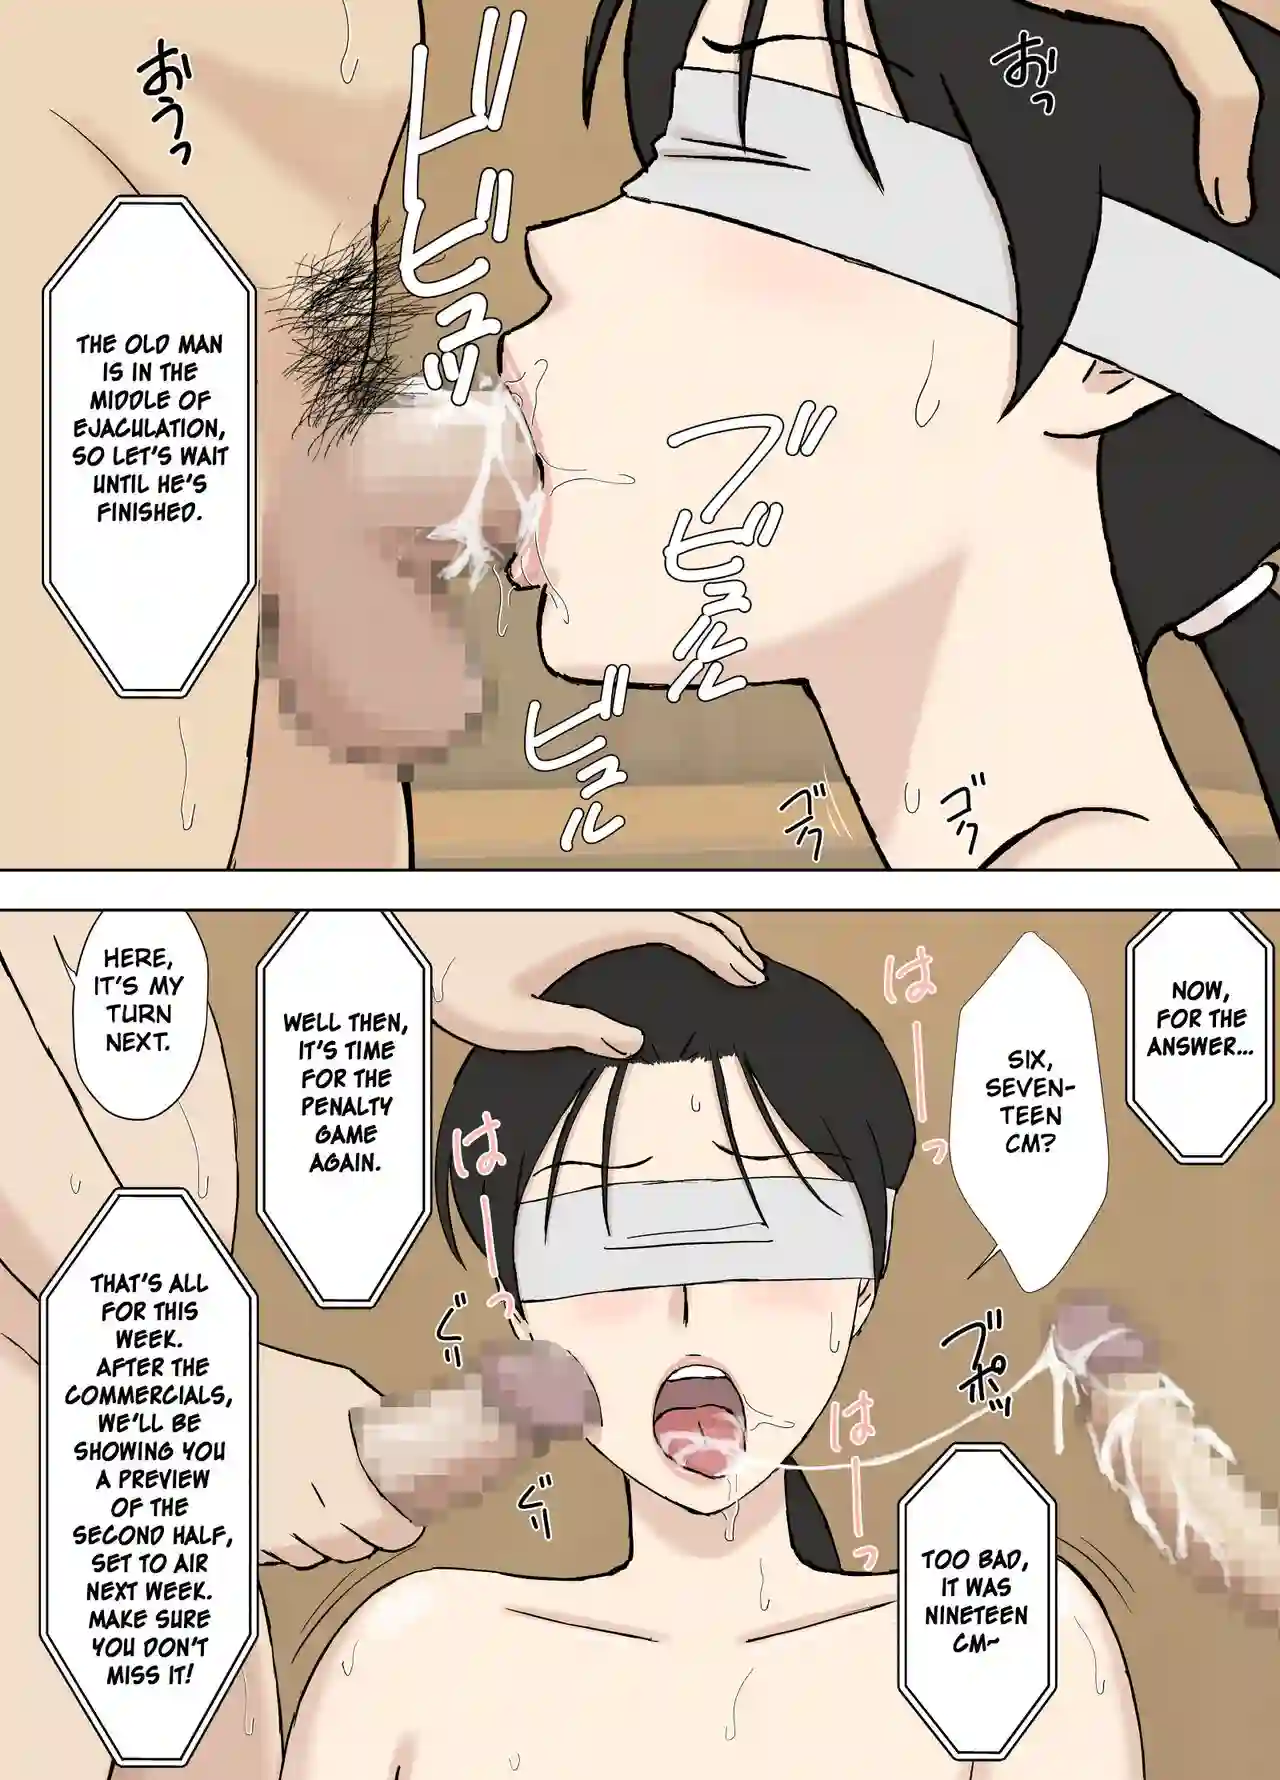 おうっ
おっ
ビビュッ
THE OLD MAN
IS IN THE
MIDDLE OF
EJACULATION,
SO LET'S WAIT
UNTIL HE'S
FINISHED.
ブビュルルル
ビュル
ゴク
ゴク
NOW,
FOR THE
ANSWER...
SIX,
SEVEN-
TEEN
CM?
はーっ
はーっ
はーっ
ブポッ
TOO BAD,
IT WAS
NINETEEN
CM~
WELL THEN,
IT'S TIME
FOR THE
PENALTY
GAME
AGAIN.
HERE,
IT'S MY
TURN
NEXT.
ぐい
ぐり
THAT'S ALL
FOR THIS
WEEK.
AFTER THE
COMMERCIALS,
WE'LL BE
SHOWING YOU
A PREVIEW
OF THE
SECOND HALF,
SET TO AIR
NEXT WEEK.
MAKE SURE
YOU DON'T
MISS IT!